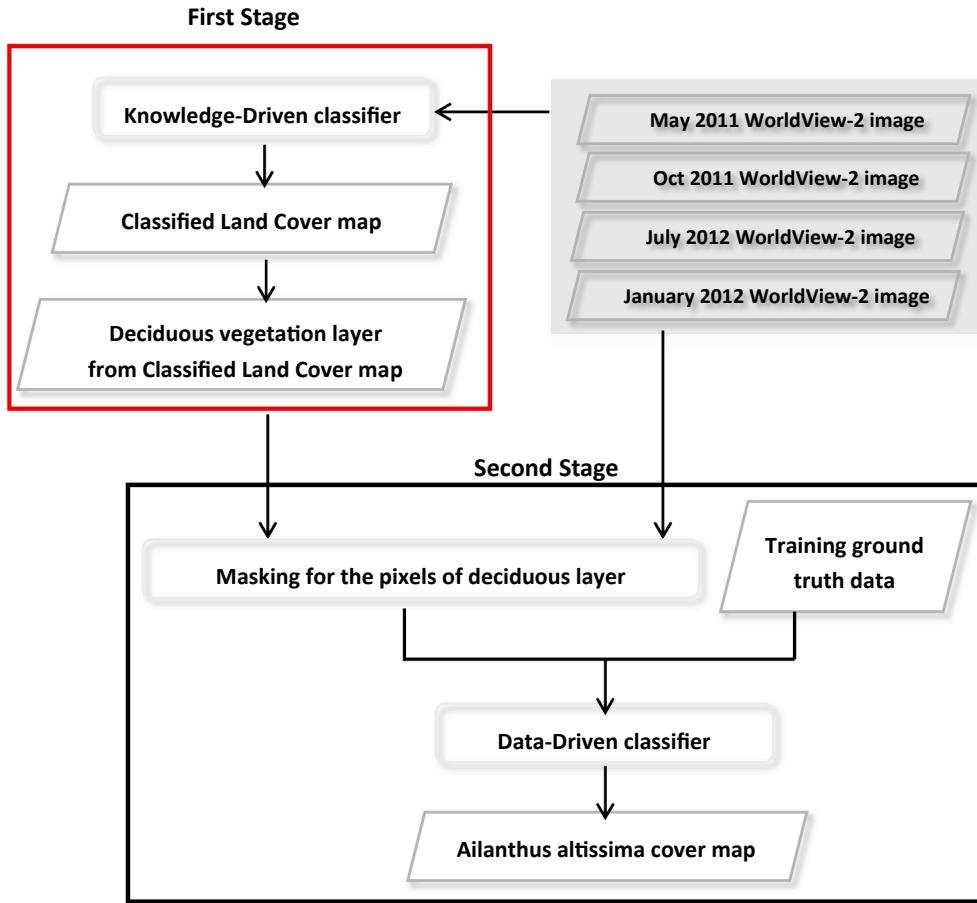 First Stage
Knowledge-Driven classifier
Classified Land Cover map
Deciduous vegetation layer
from Classified Land Cover map
May 2011 WorldView-2 image
Oct 2011 WorldView-2 image
July 2012 WorldView-2 image
January 2012 WorldView-2 image
Second Stage
Masking for the pixels of deciduous layer
Training ground
truth data
Data-Driven classifier
Ailanthus altissima cover map